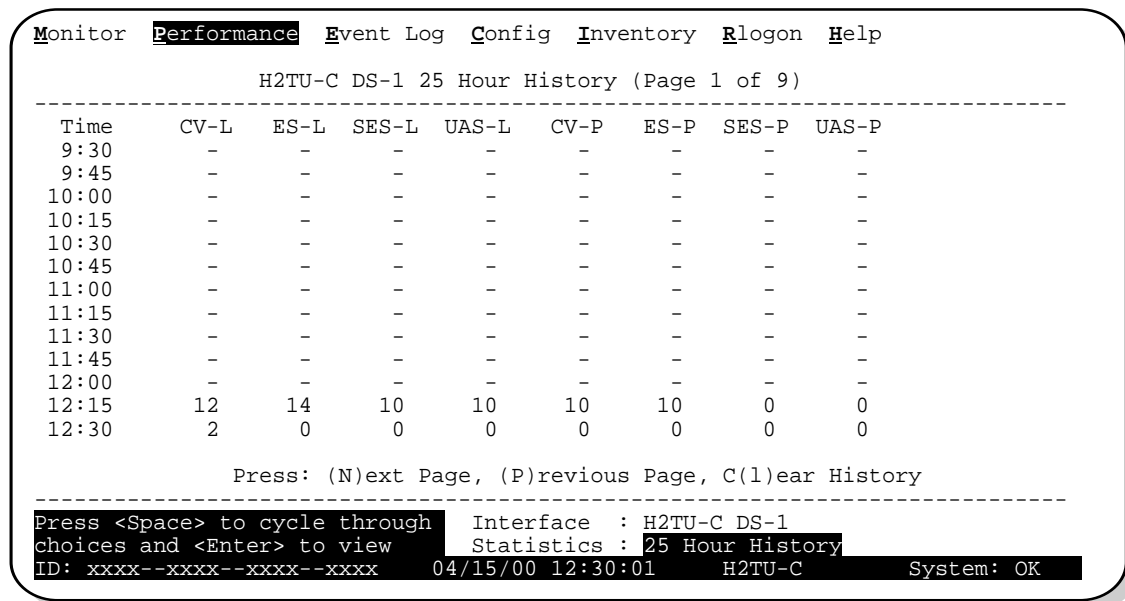 Monitor  Performance  Event Log  Config  Inventory  Rlogon  Help
H2TU-C DS-1 25 Hour History (Page 1 of 9)
--------------------------------------------------------------------------------
Time  CV-L  ES-L  SES-L  UAS-L  CV-P  ES-P  SES-P  UAS-P
9:30  -  -  -  -  -  -  -  -
9:45  -  -  -  -  -  -  -  -
10:00  -  -  -  -  -  -  -  -
10:15  -  -  -  -  -  -  -  -
10:30  -  -  -  -  -  -  -  -
10:45  -  -  -  -  -  -  -  -
11:00  -  -  -  -  -  -  -  -
11:15  -  -  -  -  -  -  -  -
11:30  -  -  -  -  -  -  -  -
11:45  -  -  -  -  -  -  -  -
12:00  -  -  -  -  -  -  -  -
12:15  12  14  10  10  10  10  0  0
12:30  2  0  0  0  0  0  0  0
Press: (N)ext Page, (P)revious Page, C(l)ear History
--------------------------------------------------------------------------------
Press <Space> to cycle through  Interface : H2TU-C DS-1
choices and <Enter> to view  Statistics : 25 Hour History
ID: xxxx--xxxx--xxxx--xxxx  04/15/00 12:30:01  H2TU-C  System: OK